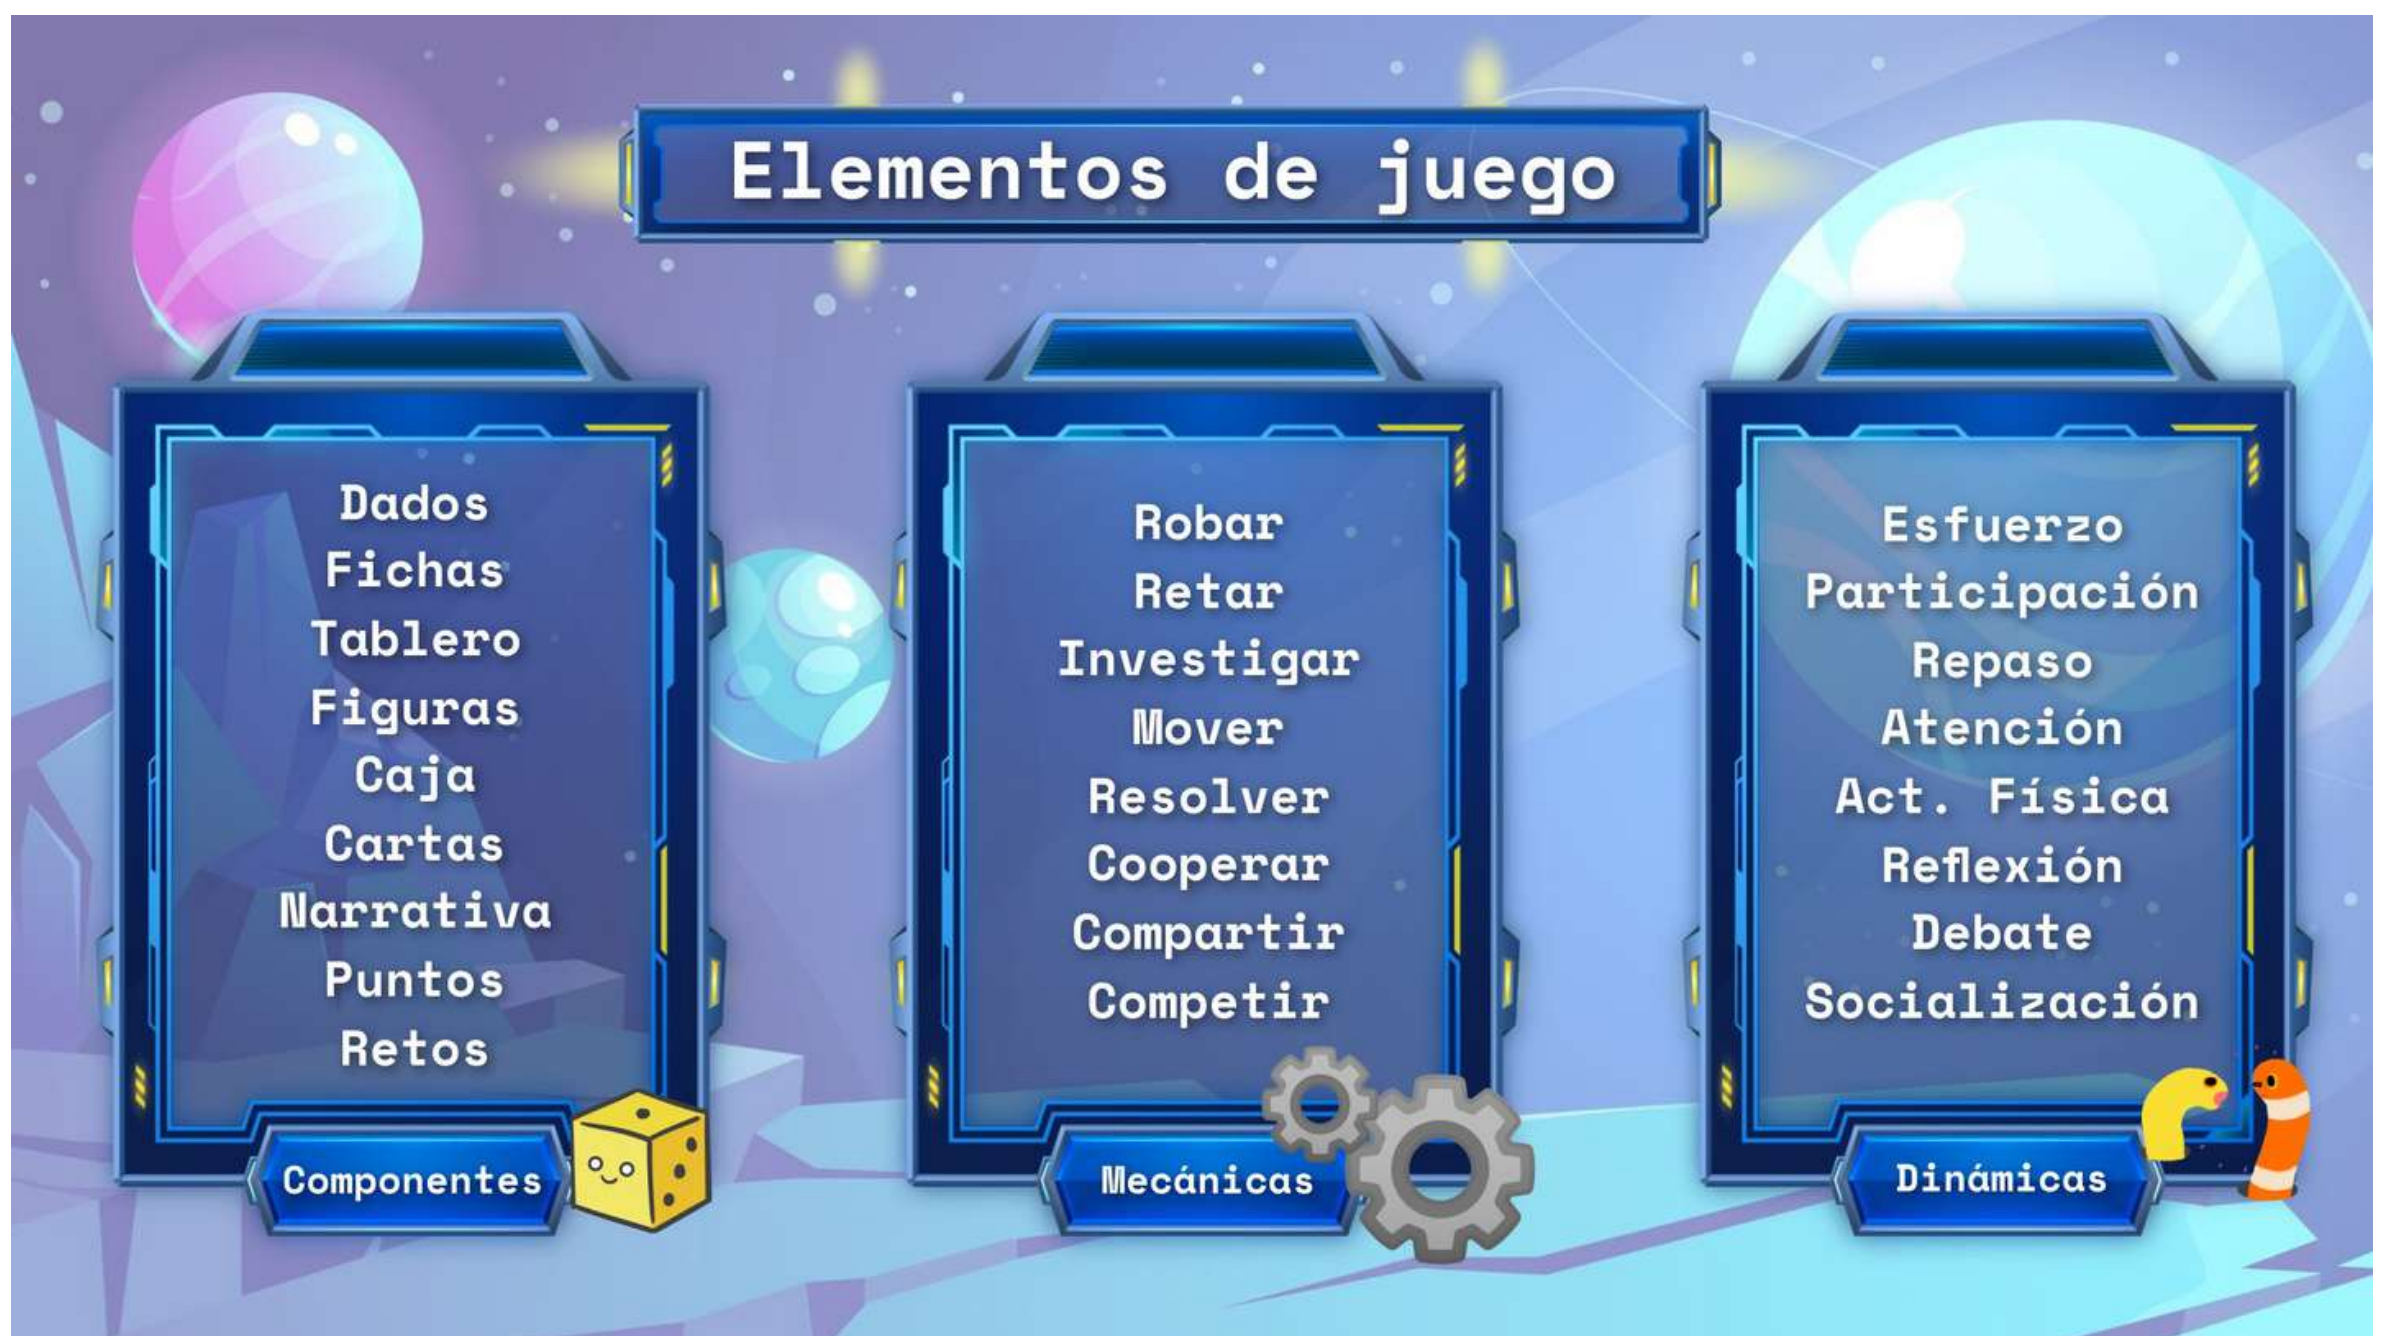 Elementos de juego
Dados
Fichas
Tablero
Figuras
Caja
Cartas
Narrativa
Puntos
Retos
Componentes
Robar
Retar
Investigar
Mover
Resolver
Cooperar
Compartir
Competir
Mecánicas
Esfuerzo
Participación
Repaso
Atención
Act. Física
Reflexión
Debate
Socialización
Dinámicas